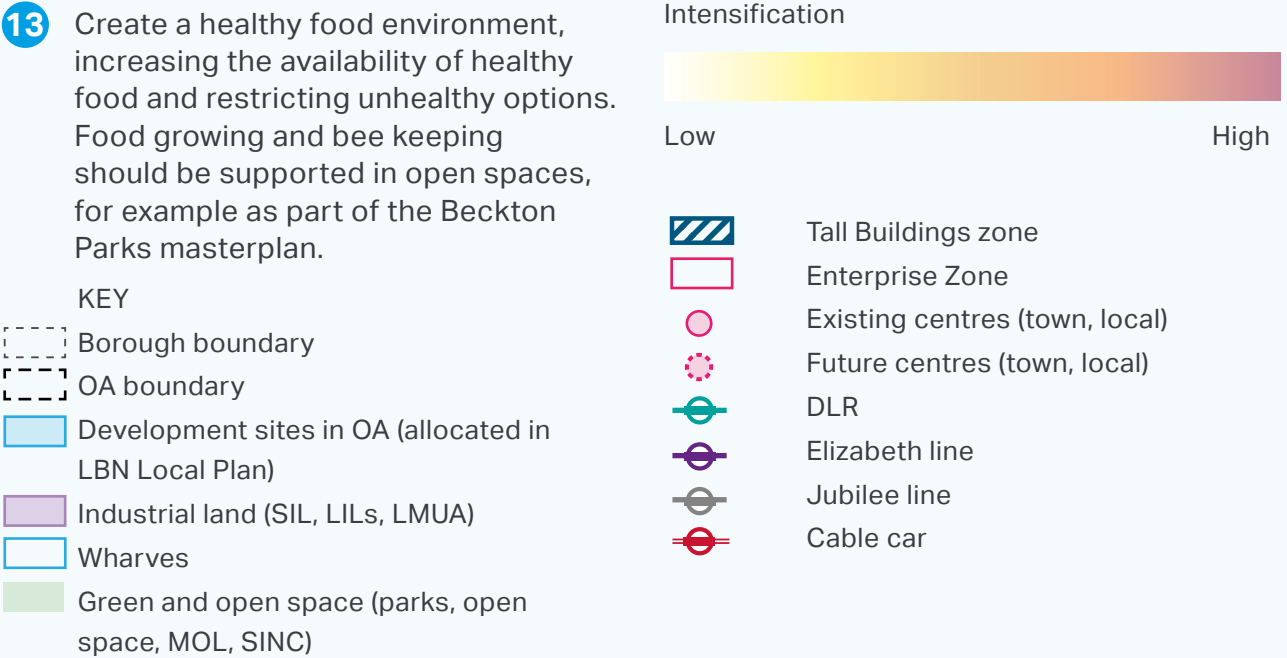 13
Create a healthy food environment,
increasing the availability of healthy
food and restricting unhealthy options.
Food growing and bee keeping
should be supported in open spaces,
for example as part of the Beckton
Parks masterplan.
KEY
Borough boundary
OA boundary
Development sites in OA (allocated in
LBN Local Plan)
Industrial land (SIL, LILs, LMUA)
Wharves
Green and open space (parks, open
space, MOL, SINC)
Intensification
Low High
Tall Buildings zone
Enterprise Zone
Existing centres (town, local)
Future centres (town, local)
DLR
Elizabeth line
Jubilee line
Cable car